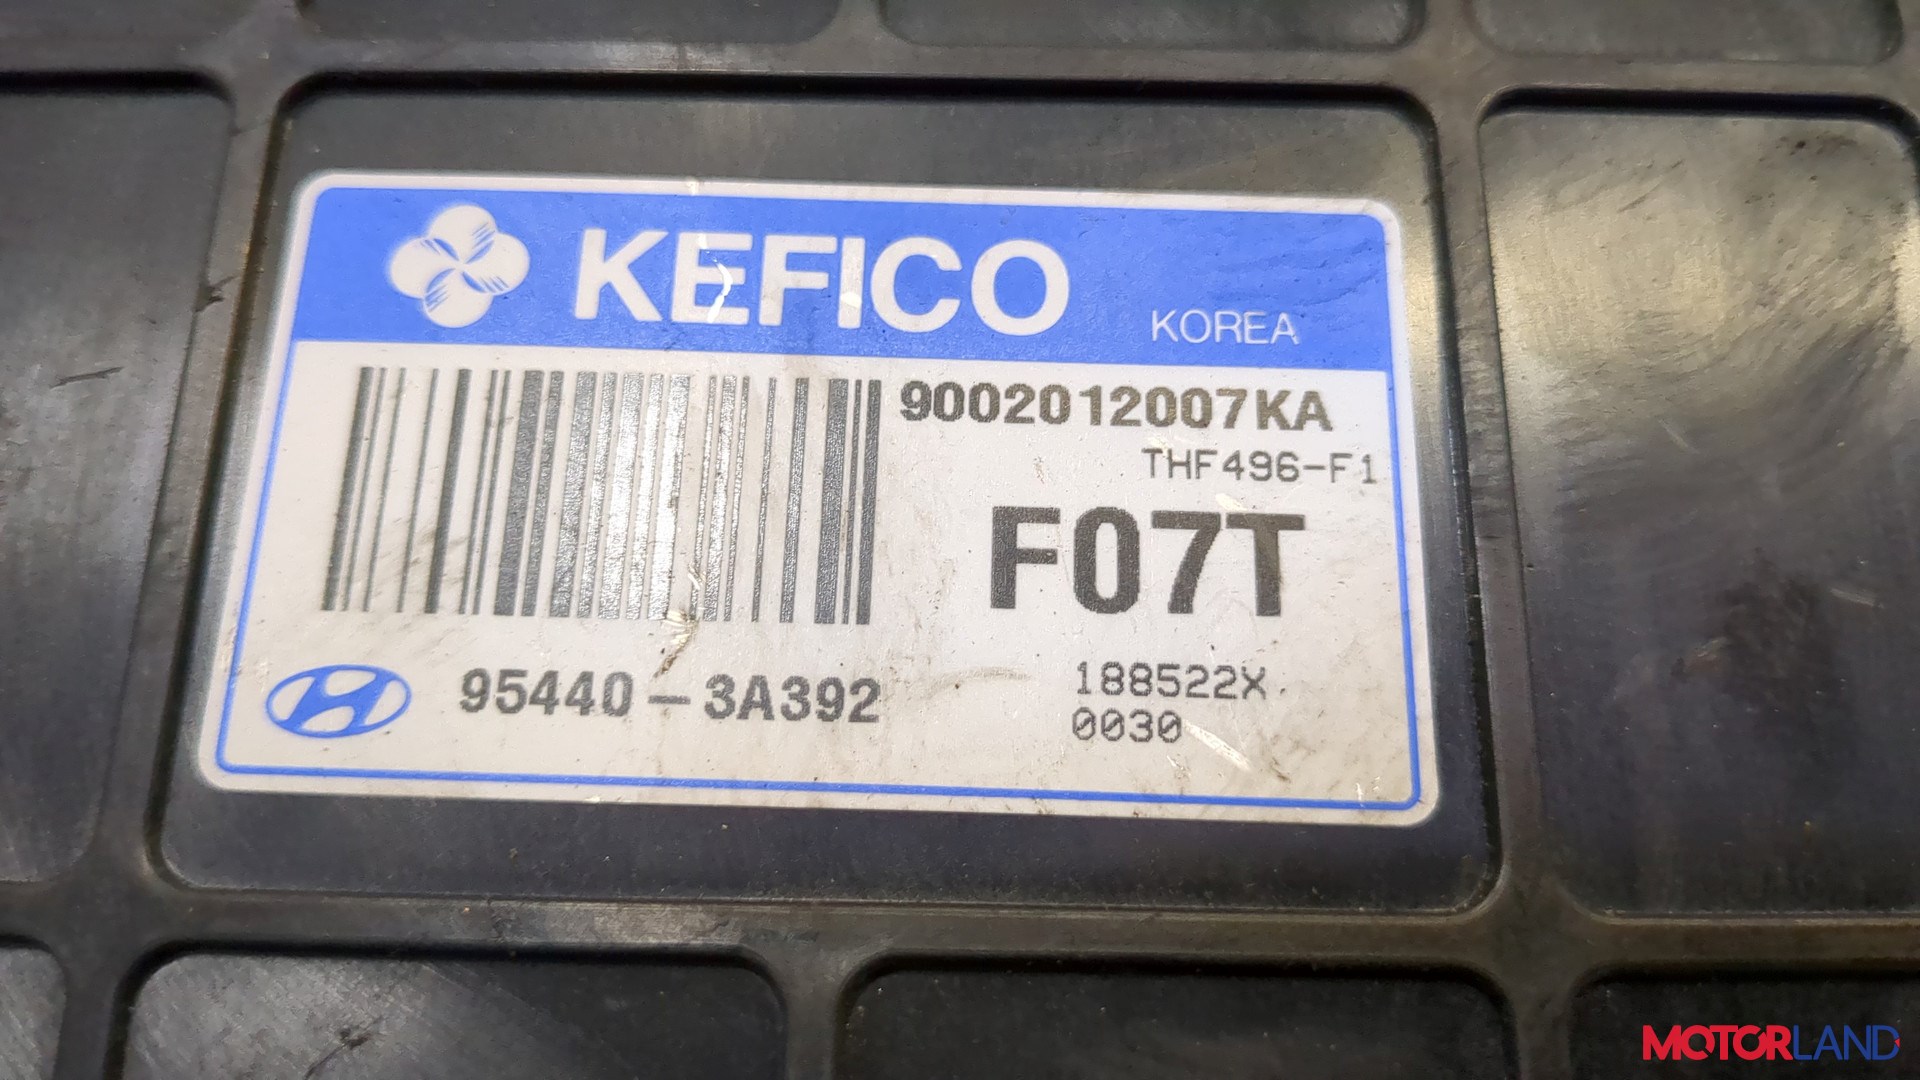 KEFICO KOREA
9002012007KA
THF496-F1
F07T
95440-3A392
188522X
0030
MOTORLAND